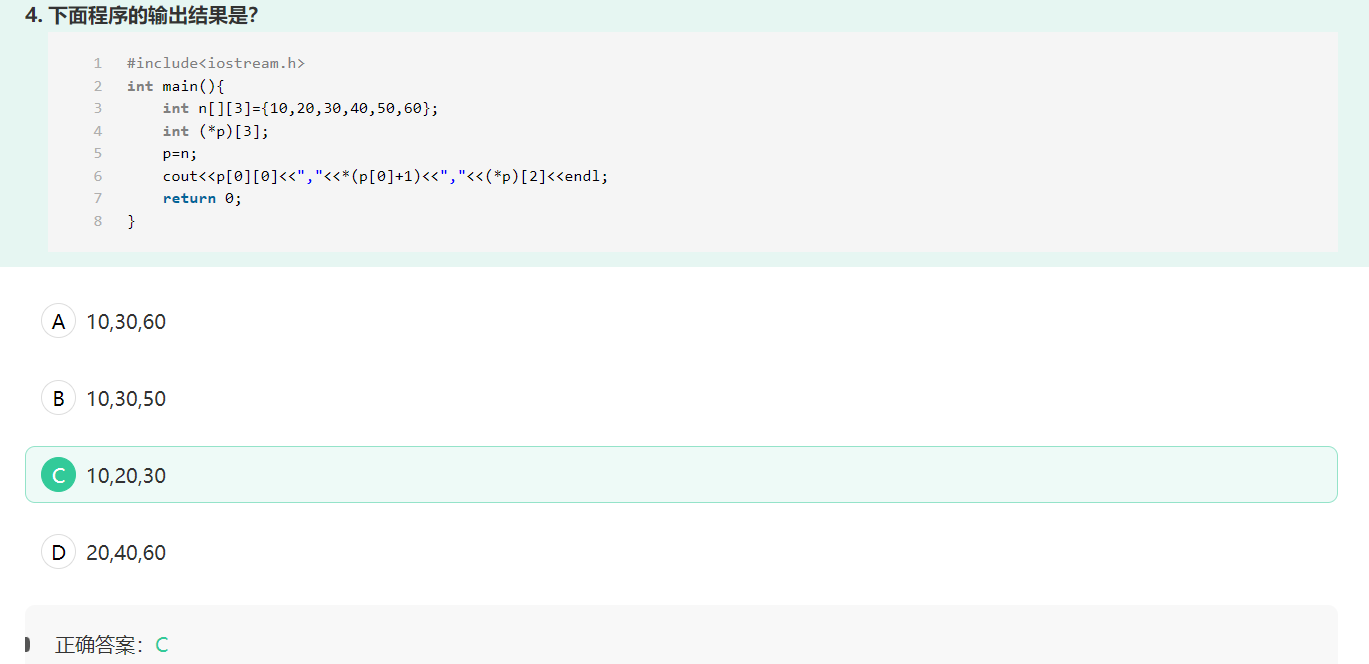 4. 下面程序的输出结果是?
1 #include<iostream.h>
2 int main(){
3     int n[][3]={10,20,30,40,50,60};
4     int (*p)[3];
5     p=n;
6     cout<<p[0][0]<<","<<*(p[0]+1)<<","<<(*p)[2]<<endl;
7     return 0;
8 }
A 10,30,60
B 10,30,50
C 10,20,30
D 20,40,60
正确答案：C